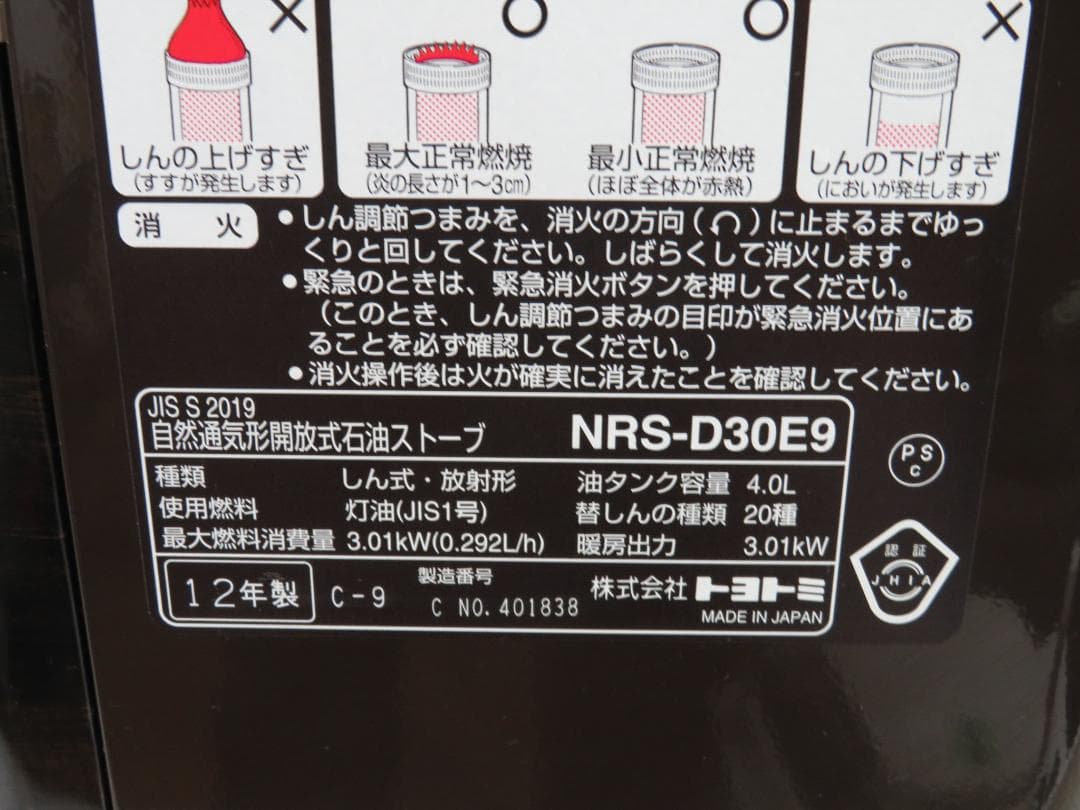 × ○ ○ ×
しんの上げすぎ
(すすが発生します)
最大正常燃焼
(炎の長さが1〜3cm)
最小正常燃焼
(ほぼ全体が赤熱)
しんの下げすぎ
(においが発生します)
消 火
●しん調節つまみを、消火の方向( )に止まるまでゆっ
くりと回してください。しばらくして消火します。
●緊急のときは、緊急消火ボタンを押してください。
(このとき、しん調節つまみの目印が緊急消火位置にあ
ることを必ず確認してください。)
●消火操作後は火が確実に消えたことを確認してください。
JIS S 2019
自然通気形開放式石油ストーブ NRS-D30E9
種類 しん式・放射形 油タンク容量 4.0L
使用燃料 灯油(JIS1号) 替しんの種類 20種
最大燃料消費量 3.01kW(0.292L/h) 暖房出力 3.01kW
12年製 C-9
製造番号
C NO.401838
株式会社 トヨトミ
MADE IN JAPAN
PS
C
認証
JHIA